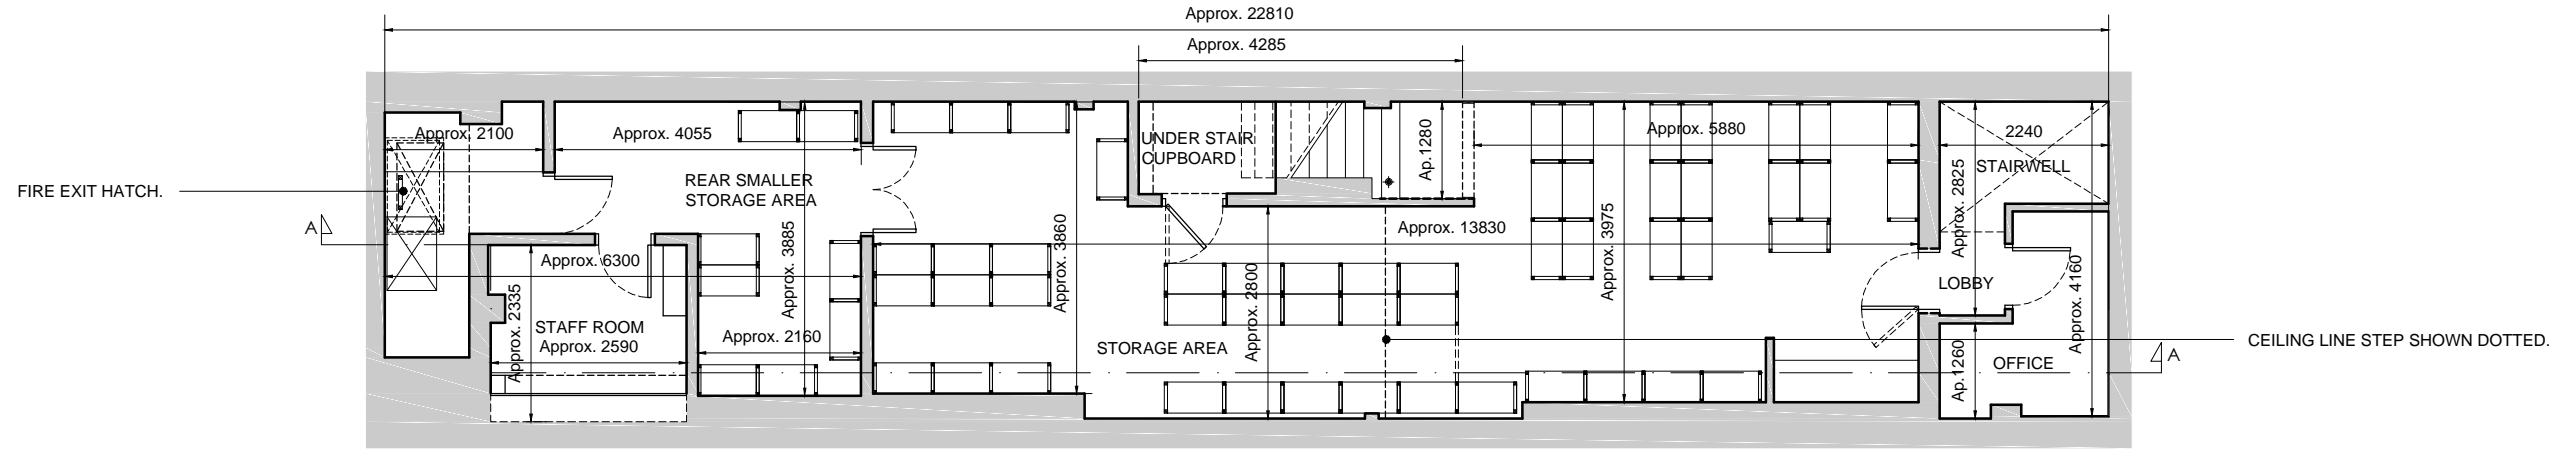 Approx. 22810
Approx. 4285
Approx. 2100
Approx. 4055
UNDER STAIR
CUPBOARD
Ap.1280
Approx. 5880
2240
STAIRWELL
FIRE EXIT HATCH.
REAR SMALLER
STORAGE AREA
A
Approx. 3885
Approx. 3860
Approx. 13830
Approx. 3975
Approx. 2825
Approx. 6300
LOBBY
Approx. 4160
Approx. 2335
STAFF ROOM
Approx. 2590
Approx. 2160
STORAGE AREA
Approx. 2800
CEILING LINE STEP SHOWN DOTTED.
OFFICE
Ap.1260
A